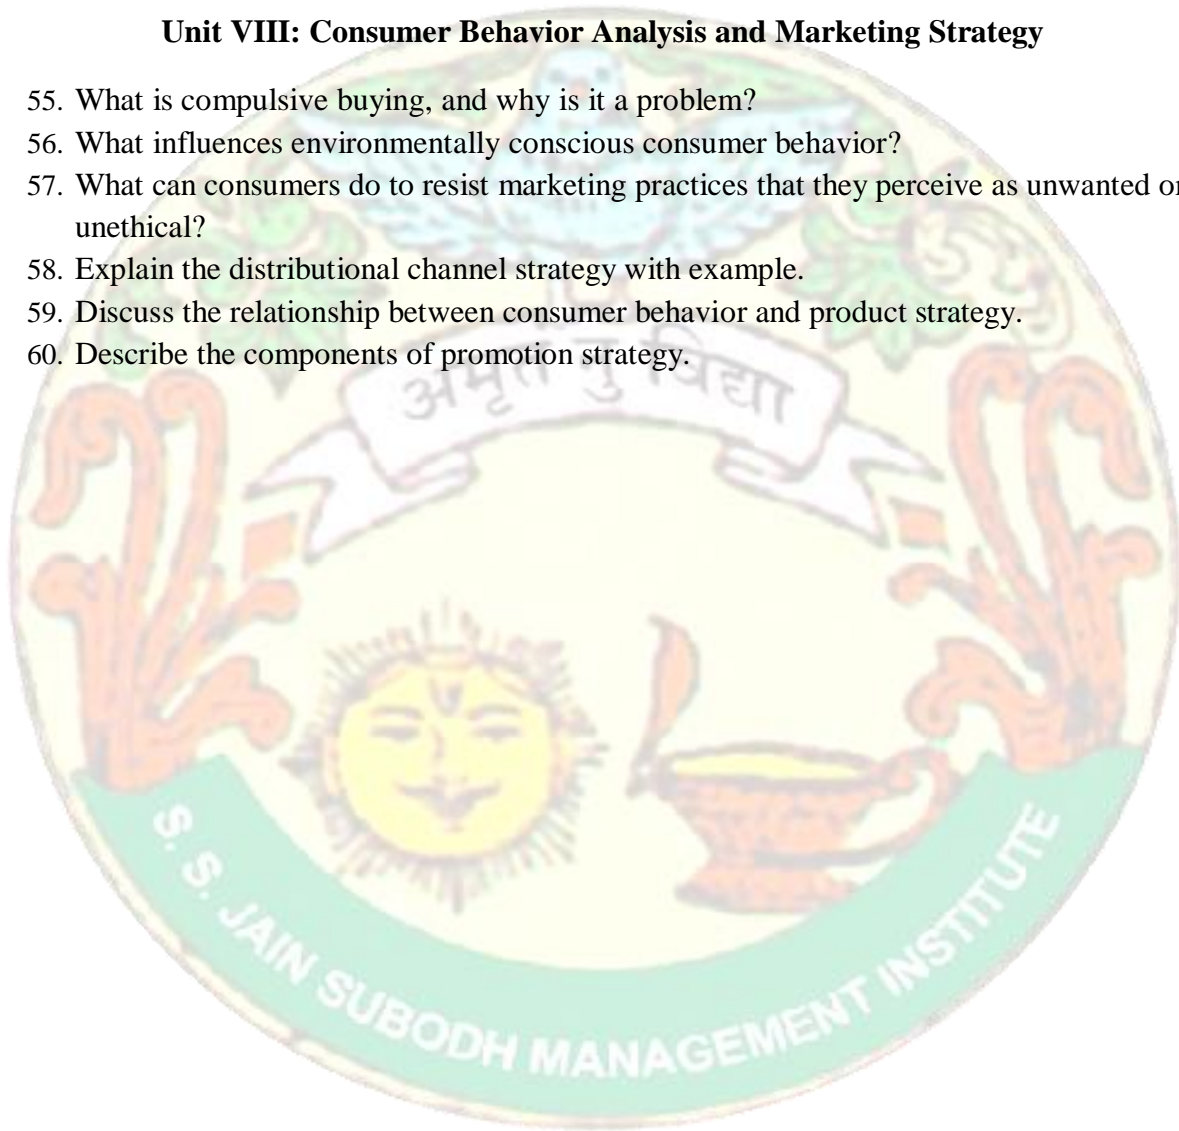 Unit VIII: Consumer Behavior Analysis and Marketing Strategy
55. What is compulsive buying, and why is it a problem?
56. What influences environmentally conscious consumer behavior?
57. What can consumers do to resist marketing practices that they perceive as unwanted or
unethical?
58. Explain the distributional channel strategy with example.
59. Discuss the relationship between consumer behavior and product strategy.
60. Describe the components of promotion strategy.
अमृतं तु विद्या
S. S. JAIN SUBODH MANAGEMENT INSTITUTE